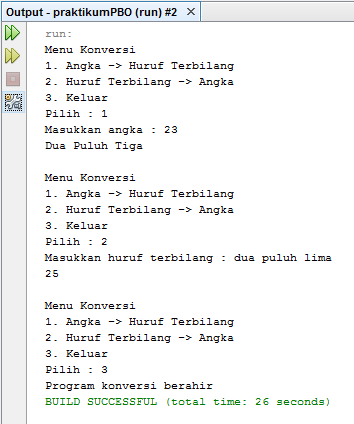 Output - praktikumPBO (run) #2
run:
Menu Konversi
1. Angka -> Huruf Terbilang
2. Huruf Terbilang -> Angka
3. Keluar
Pilih : 1
Masukkan angka : 23
Dua Puluh Tiga
Menu Konversi
1. Angka -> Huruf Terbilang
2. Huruf Terbilang -> Angka
3. Keluar
Pilih : 2
Masukkan huruf terbilang : dua puluh lima
25
Menu Konversi
1. Angka -> Huruf Terbilang
2. Huruf Terbilang -> Angka
3. Keluar
Pilih : 3
Program konversi berahir
BUILD SUCCESSFUL (total time: 26 seconds)